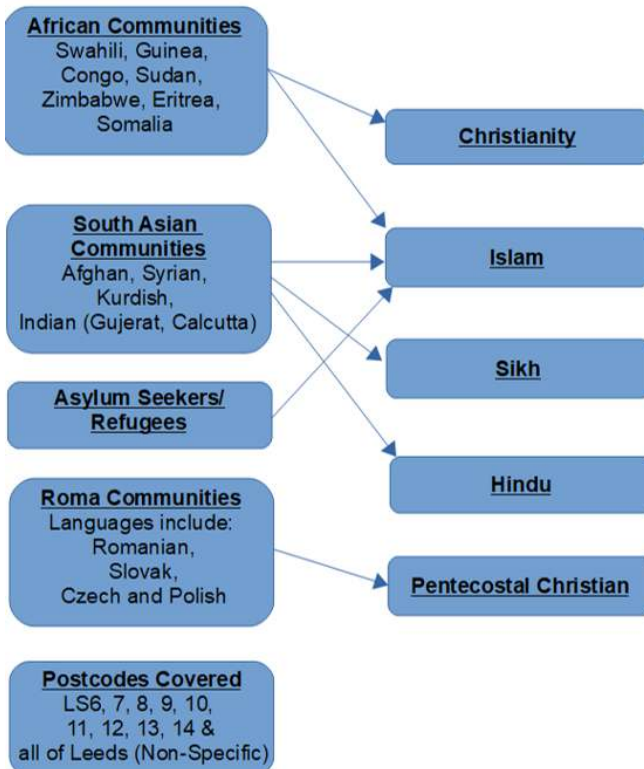 African Communities
Swahili, Guinea,
Congo, Sudan,
Zimbabwe, Eritrea,
Somalia
Christianity
South Asian
Communities
Afghan, Syrian,
Kurdish,
Indian (Gujerat, Calcutta)
Islam
Sikh
Asylum Seekers/
Refugees
Hindu
Roma Communities
Languages include:
Romanian,
Slovak,
Czech and Polish
Pentecostal Christian
Postcodes Covered
LS6, 7, 8, 9, 10,
11, 12, 13, 14 &
all of Leeds (Non-Specific)